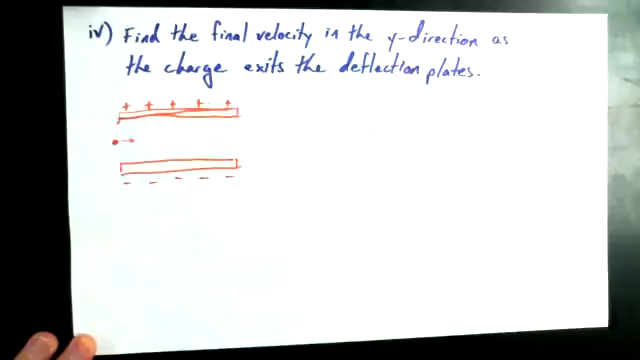 iv) Find the final velocity in the y-direction as
the charge exits the deflection plates.
+ + + + +
- - - - -